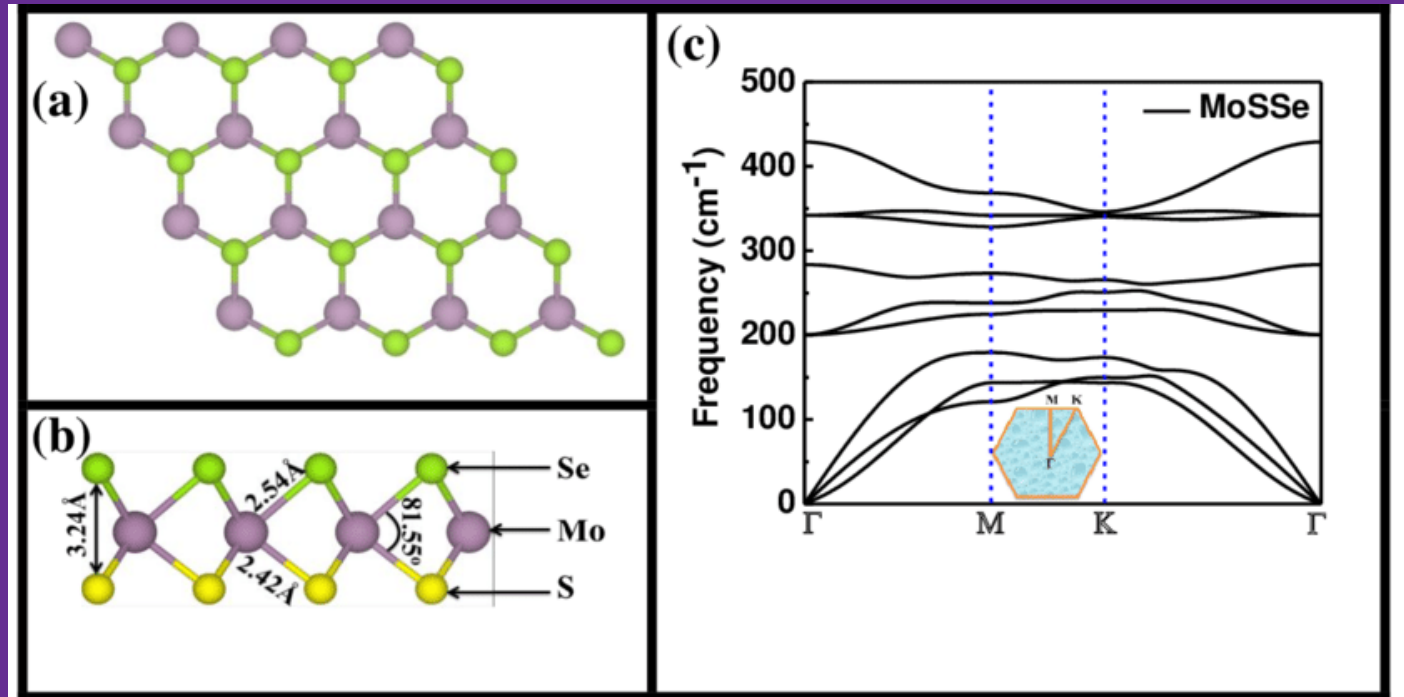 (a)
(b)
Se
2.54Å
3.24Å
81.55°
Mo
2.42Å
S
(c)
500
400
300
200
100
0
Frequency (cm⁻¹)
MoSSe
M K
Γ
Γ M K Γ